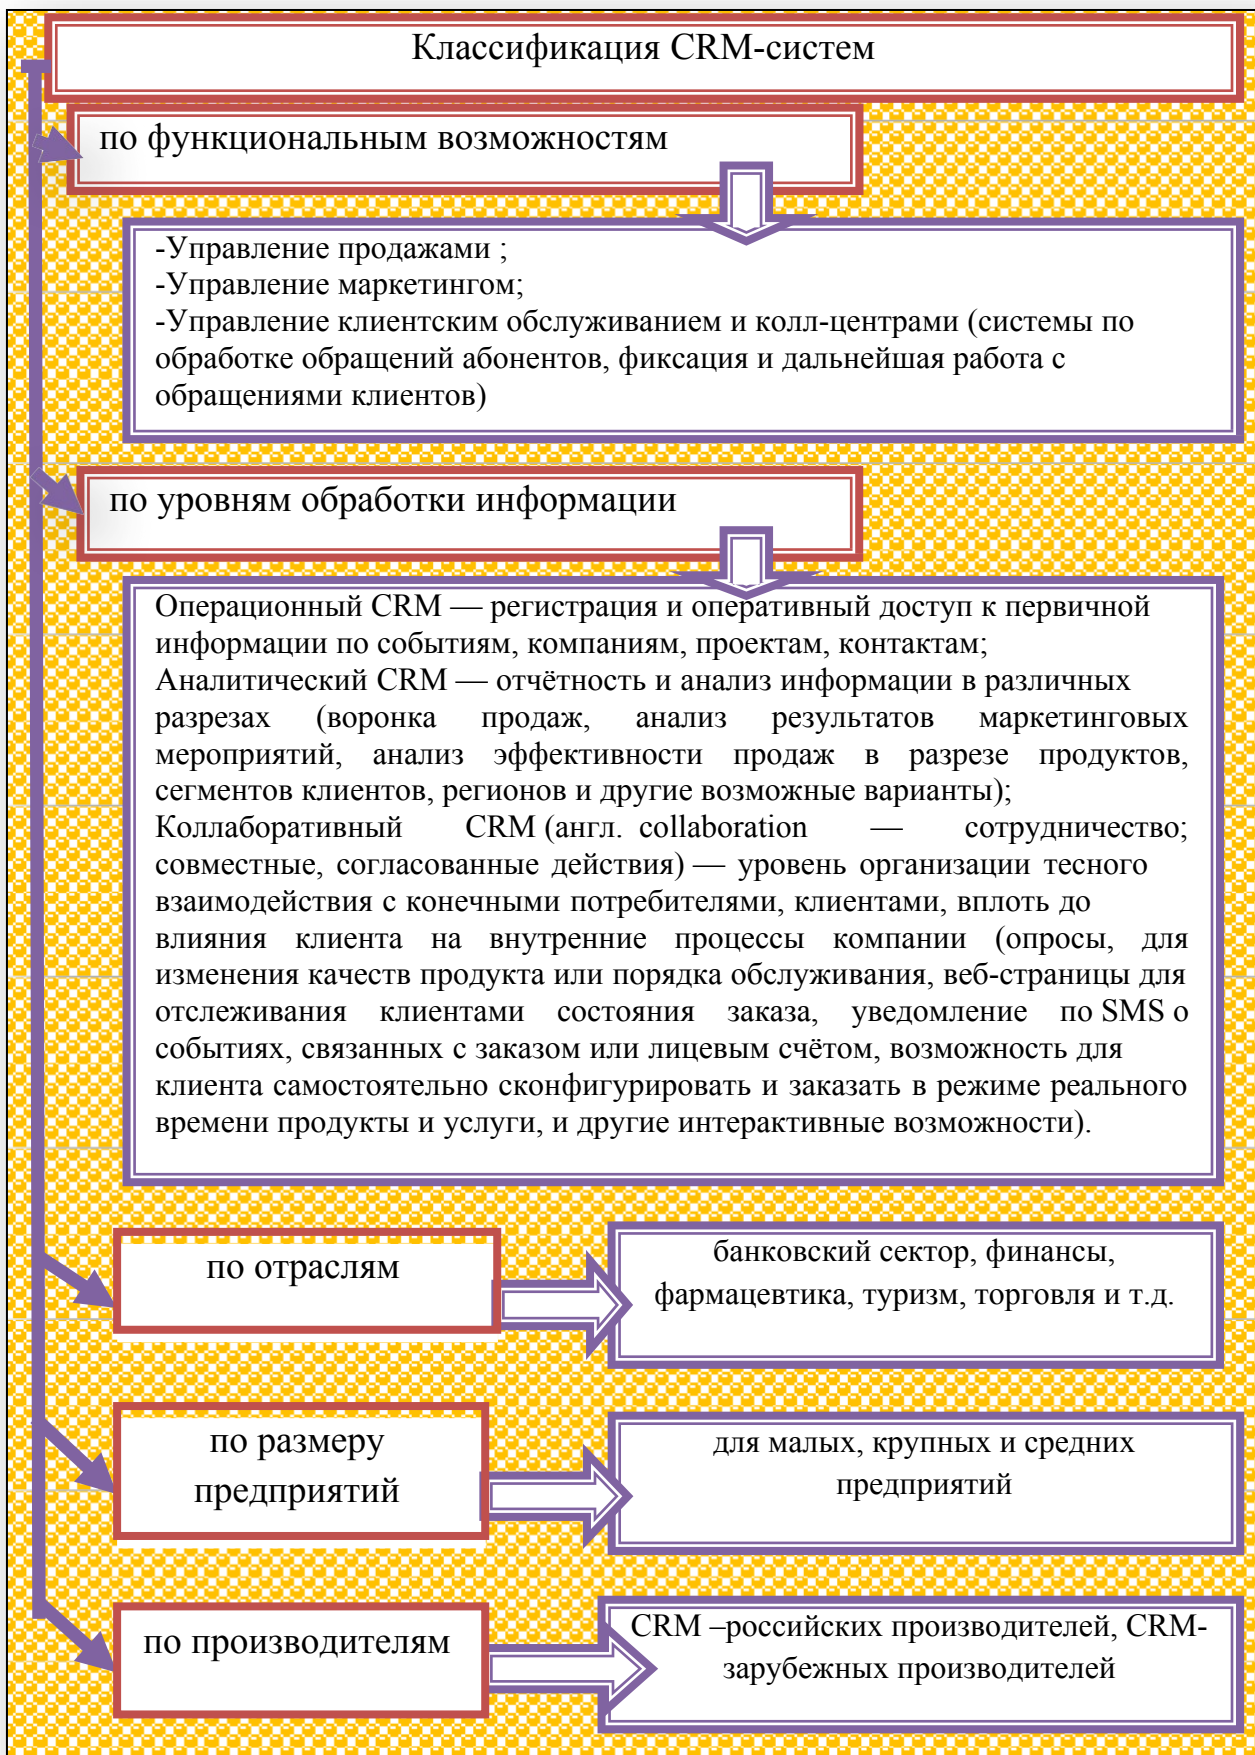 Классификация CRM-систем
по функциональным возможностям
-Управление продажами ;
-Управление маркетингом;
-Управление клиентским обслуживанием и колл-центрами (системы по
обработке обращений абонентов, фиксация и дальнейшая работа с
обращениями клиентов)
по уровням обработки информации
Операционный CRM — регистрация и оперативный доступ к первичной
информации по событиям, компаниям, проектам, контактам;
Аналитический CRM — отчётность и анализ информации в различных
разрезах (воронка продаж, анализ результатов маркетинговых
мероприятий, анализ эффективности продаж в разрезе продуктов,
сегментов клиентов, регионов и другие возможные варианты);
Коллаборативный CRM (англ. collaboration — сотрудничество;
совместные, согласованные действия) — уровень организации тесного
взаимодействия с конечными потребителями, клиентами, вплоть до
влияния клиента на внутренние процессы компании (опросы, для
изменения качеств продукта или порядка обслуживания, веб-страницы для
отслеживания клиентами состояния заказа, уведомление по SMS о
событиях, связанных с заказом или лицевым счётом, возможность для
клиента самостоятельно сконфигурировать и заказать в режиме реального
времени продукты и услуги, и другие интерактивные возможности).
по отраслям
банковский сектор, финансы,
фармацевтика, туризм, торговля и т.д.
по размеру
предприятий
для малых, крупных и средних
предприятий
по производителям
CRM –российских производителей, CRM-
зарубежных производителей